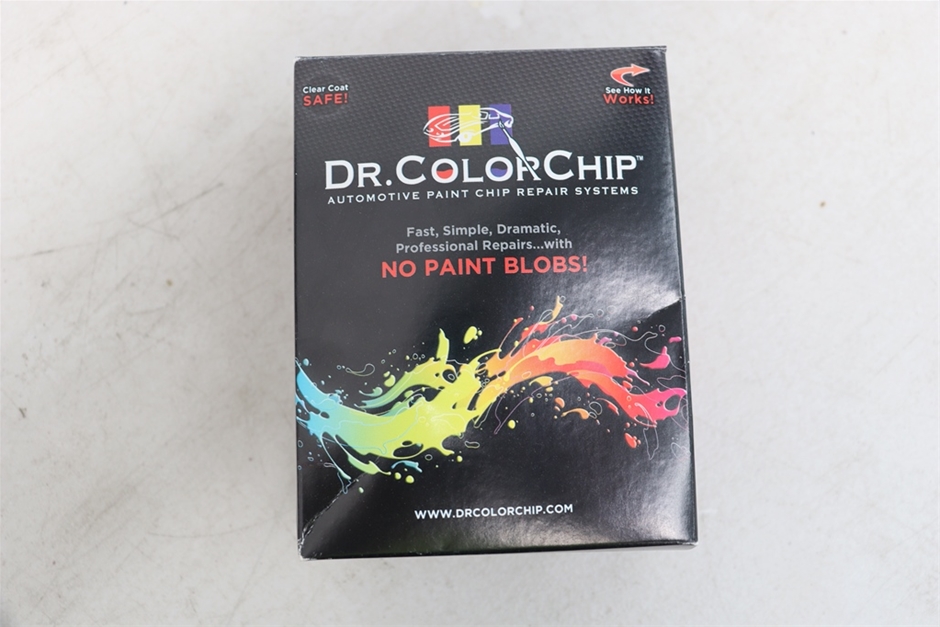 Clear Coat
SAFE!
See How It
Works!
DR.COLORCHIP™
AUTOMOTIVE PAINT CHIP REPAIR SYSTEMS
Fast, Simple, Dramatic,
Professional Repairs...with
NO PAINT BLOBS!
WWW.DRCOLORCHIP.COM